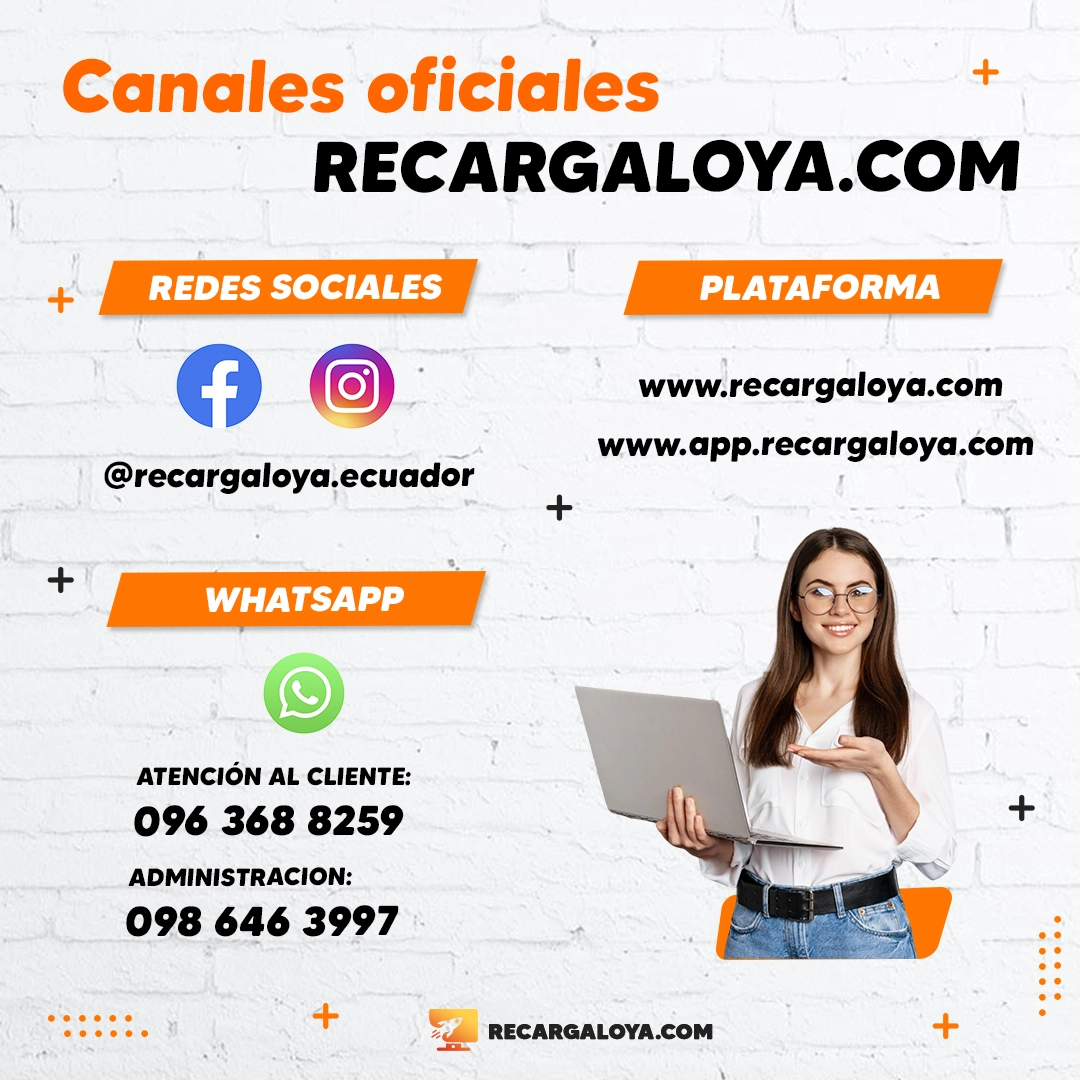 Canales oficiales
RECARGALOYA.COM
REDES SOCIALES
@recargaloya.ecuador
PLATAFORMA
www.recargaloya.com
www.app.recargaloya.com
WHATSAPP
ATENCIÓN AL CLIENTE:
096 368 8259
ADMINISTRACION:
098 646 3997
RECARGALOYA.COM